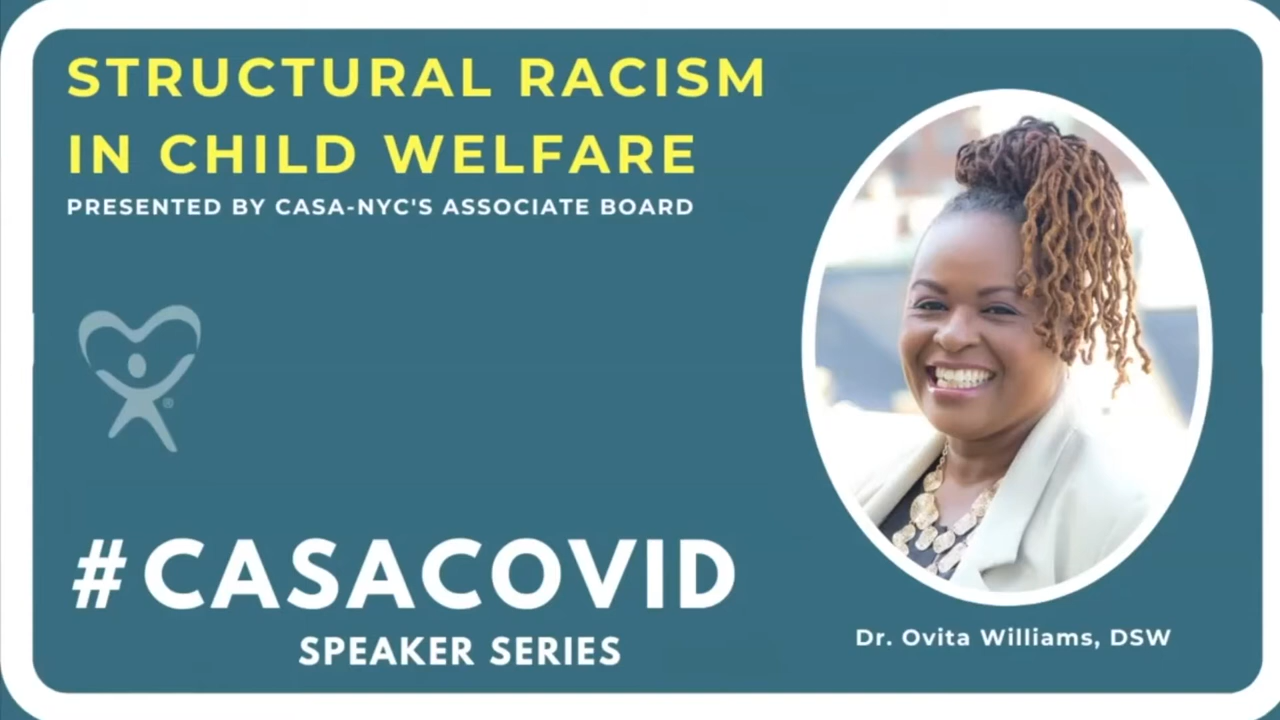 STRUCTURAL RACISM
IN CHILD WELFARE
PRESENTED BY CASA-NYC'S ASSOCIATE BOARD
®
#CASACOVID
SPEAKER SERIES
Dr. Ovita Williams, DSW